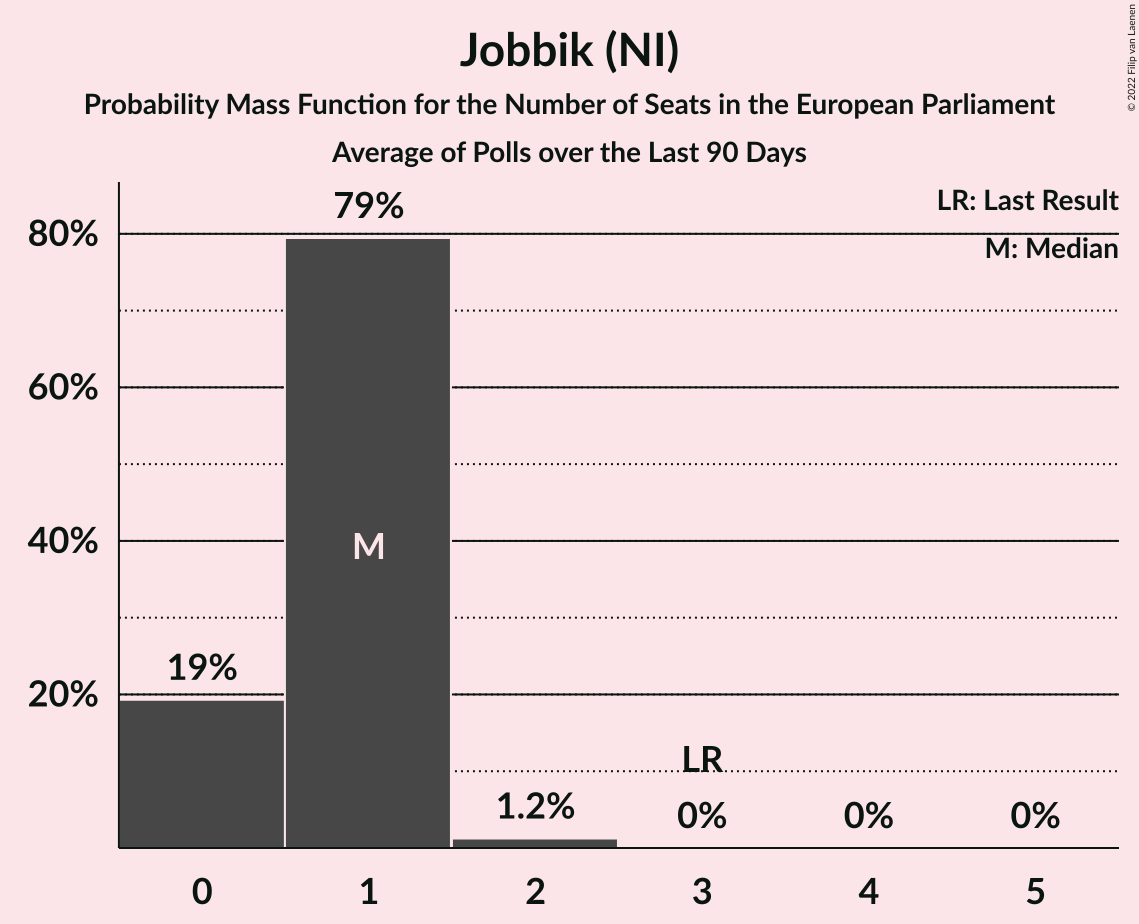 Jobbik (NI)
Probability Mass Function for the Number of Seats in the European Parliament
Average of Polls over the Last 90 Days
© 2022 Filip van Laenen
LR: Last Result
M: Median
79%
80%
60%
40%
M
19%
20%
LR
1.2%
0%
0%
0%
0
1
2
3
4
5